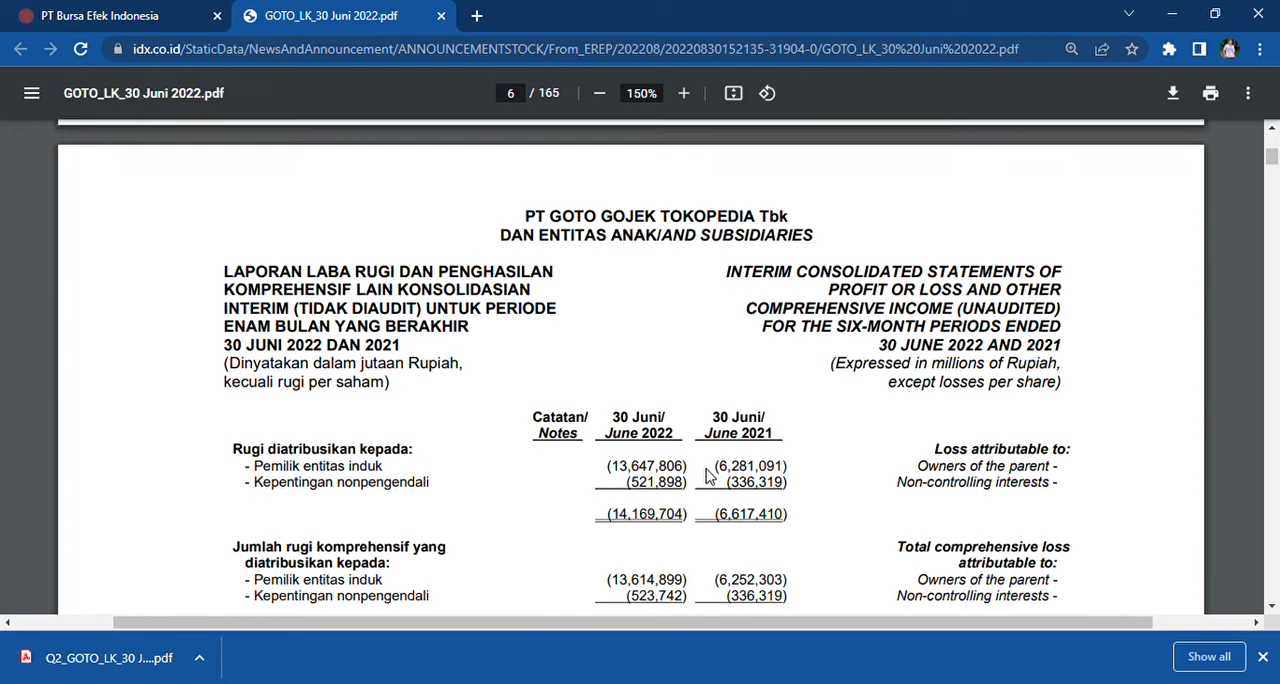 PT Bursa Efek Indonesia
GOTO_LK_30 Juni 2022.pdf
idx.co.id/StaticData/NewsAndAnnouncement/ANNOUNCEMENTSTOCK/From_EREP/202208/20220830152135-31904-0/GOTO_LK_30%20Juni%202022.pdf
GOTO_LK_30 Juni 2022.pdf
6 / 165
150%
PT GOTO GOJEK TOKOPEDIA Tbk
DAN ENTITAS ANAK/AND SUBSIDIARIES
LAPORAN LABA RUGI DAN PENGHASILAN
KOMPREHENSIF LAIN KONSOLIDASIAN
INTERIM (TIDAK DIAUDIT) UNTUK PERIODE
ENAM BULAN YANG BERAKHIR
30 JUNI 2022 DAN 2021
(Dinyatakan dalam jutaan Rupiah,
kecuali rugi per saham)
INTERIM CONSOLIDATED STATEMENTS OF
PROFIT OR LOSS AND OTHER
COMPREHENSIVE INCOME (UNAUDITED)
FOR THE SIX-MONTH PERIODS ENDED
30 JUNE 2022 AND 2021
(Expressed in millions of Rupiah,
except losses per share)
Catatan/ 30 Juni/ 30 Juni/
Notes June 2022 June 2021
Rugi diatribusikan kepada: Loss attributable to:
- Pemilik entitas induk (13,647,806) (6,281,091) Owners of the parent -
- Kepentingan nonpengendali (521,898) (336,319) Non-controlling interests -
(14,169,704) (6,617,410)
Jumlah rugi komprehensif yang Total comprehensive loss
diatribusikan kepada: attributable to:
- Pemilik entitas induk (13,614,899) (6,252,303) Owners of the parent -
- Kepentingan nonpengendali (523,742) (336,319) Non-controlling interests -
Q2_GOTO_LK_30 J....pdf
Show all